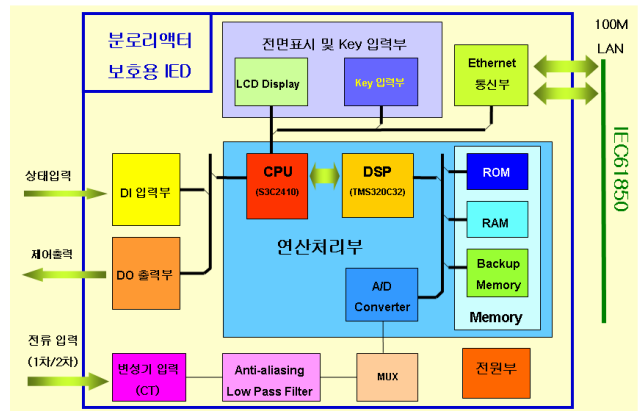 분로리액터
보호용 IED
전면표시 및 Key 입력부
LCD Display
Key 입력부
Ethernet
통신부
100M
LAN
IEC61850
상태입력
DI 입력부
제어출력
DO 출력부
CPU
(S3C2410)
DSP
(TMS320C32)
연산처리부
ROM
RAM
Backup
Memory
Memory
A/D
Converter
전류 입력
(1차/2차)
변성기 입력
(CT)
Anti-aliasing
Low Pass Filter
MUX
전원부